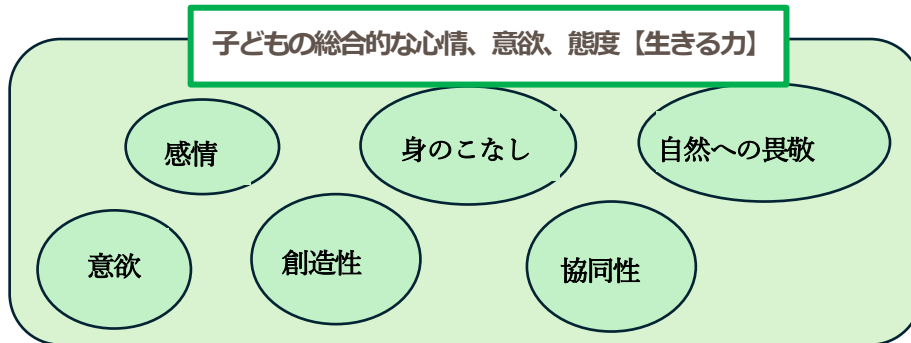 子どもの総合的な心情、意欲、態度【生きる力】
感情
身のこなし
自然への畏敬
意欲
創造性
協同性